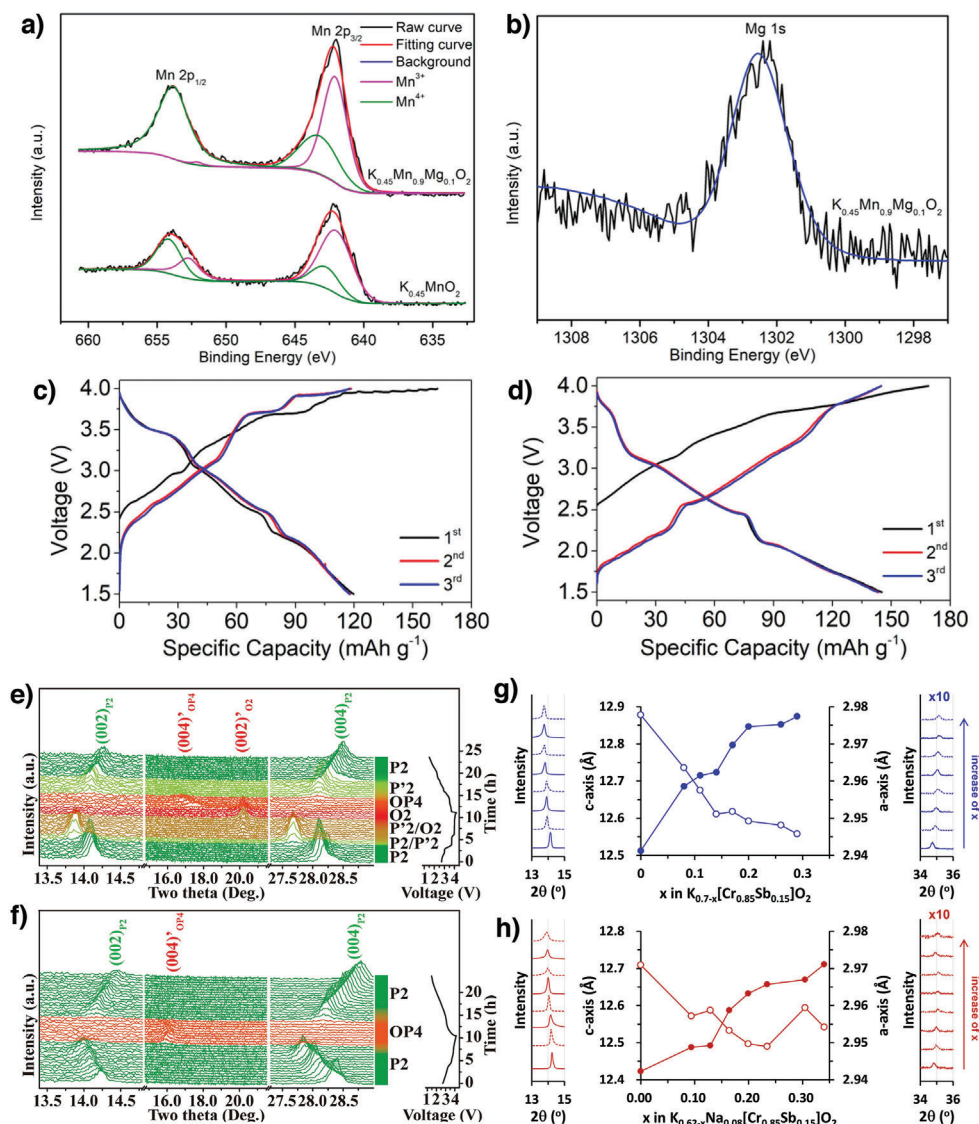 a)
Mn 2p1/2
Mn 2p3/2
Raw curve
Fitting curve
Background
Mn3+
Mn4+
K0.45Mn0.9Mg0.1O2
K0.45MnO2
Intensity (a.u.)
660 655 650 645 640 635
Binding Energy (eV)
b)
Mg 1s
K0.45Mn0.9Mg0.1O2
Intensity (a.u.)
1308 1306 1304 1302 1300 1298
Binding Energy (eV)
c)
4.0
3.5
3.0
2.5
2.0
1.5
Voltage (V)
1st
2nd
3rd
0 30 60 90 120 150 180
Specific Capacity (mAh g-1)
d)
4.0
3.5
3.0
2.5
2.0
1.5
Voltage (V)
1st
2nd
3rd
0 30 60 90 120 150 180
Specific Capacity (mAh g-1)
e)
(002)P2
(004)'OP4
(002)'O2
(004)P2
Intensity (a.u.)
P2
P'2
OP4
O2
P'2/O2
P2/P'2
P2
25
20
15
10
5
0
Time (h)
13.5 14.0 14.5 18.0 20.0 27.5 28.0 28.5
Two theta (Deg.)
1 2 3 4
Voltage (V)
f)
(002)P2
(004)'OP4
(004)P2
Intensity (a.u.)
P2
OP4
P2
20
15
10
5
0
Time (h)
13.0 13.5 14.0 14.5 16.0 18.0 20.0 27.5 28.0 28.5
Two theta (Deg.)
1 2 3 4
Voltage (V)
g)
Intensity
13 14 15
2θ (º)
12.9
12.8
12.7
12.6
12.5
c-axis (Å)
0 0.1 0.2 0.3 0.4
x in K0.7-x[Cr0.85Sb0.15]O2
2.98
2.97
2.96
2.95
2.94
a-axis (Å)
x10
Intensity
increase of x
34 35 36
2θ (º)
h)
Intensity
13 14 15
2θ (º)
12.8
12.7
12.6
12.5
12.4
c-axis (Å)
0.00 0.10 0.20 0.30
x in K0.62-xNa0.08[Cr0.85Sb0.15]O2
2.98
2.97
2.96
2.95
2.94
a-axis (Å)
x10
Intensity
increase of x
34 35 36
2θ (º)